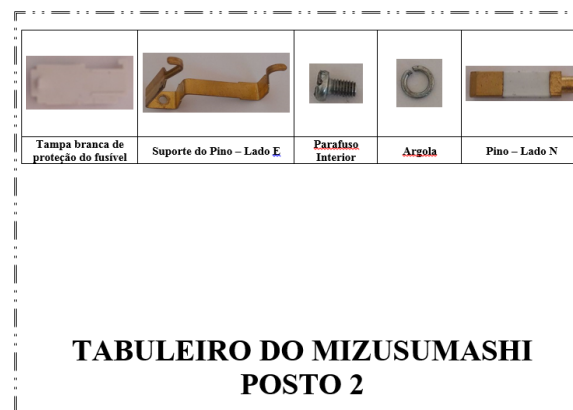 Tampa branca de
proteção do fusível
Suporte do Pino – Lado E
Parafuso
Interior
Argola
Pino – Lado N
TABULEIRO DO MIZUSUMASHI
POSTO 2